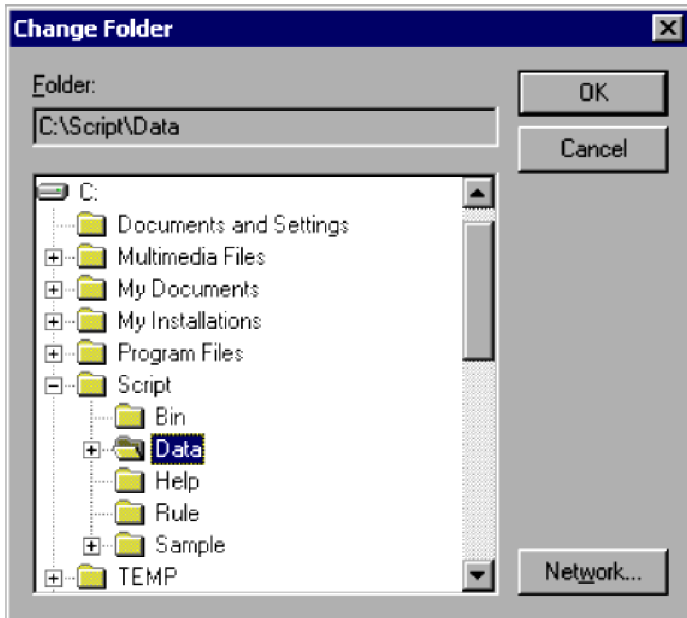 Change Folder
Folder:
C:\Script\Data
OK
Cancel
C:
Documents and Settings
Multimedia Files
My Documents
My Installations
Program Files
Script
Bin
Data
Help
Rule
Sample
TEMP
Network...